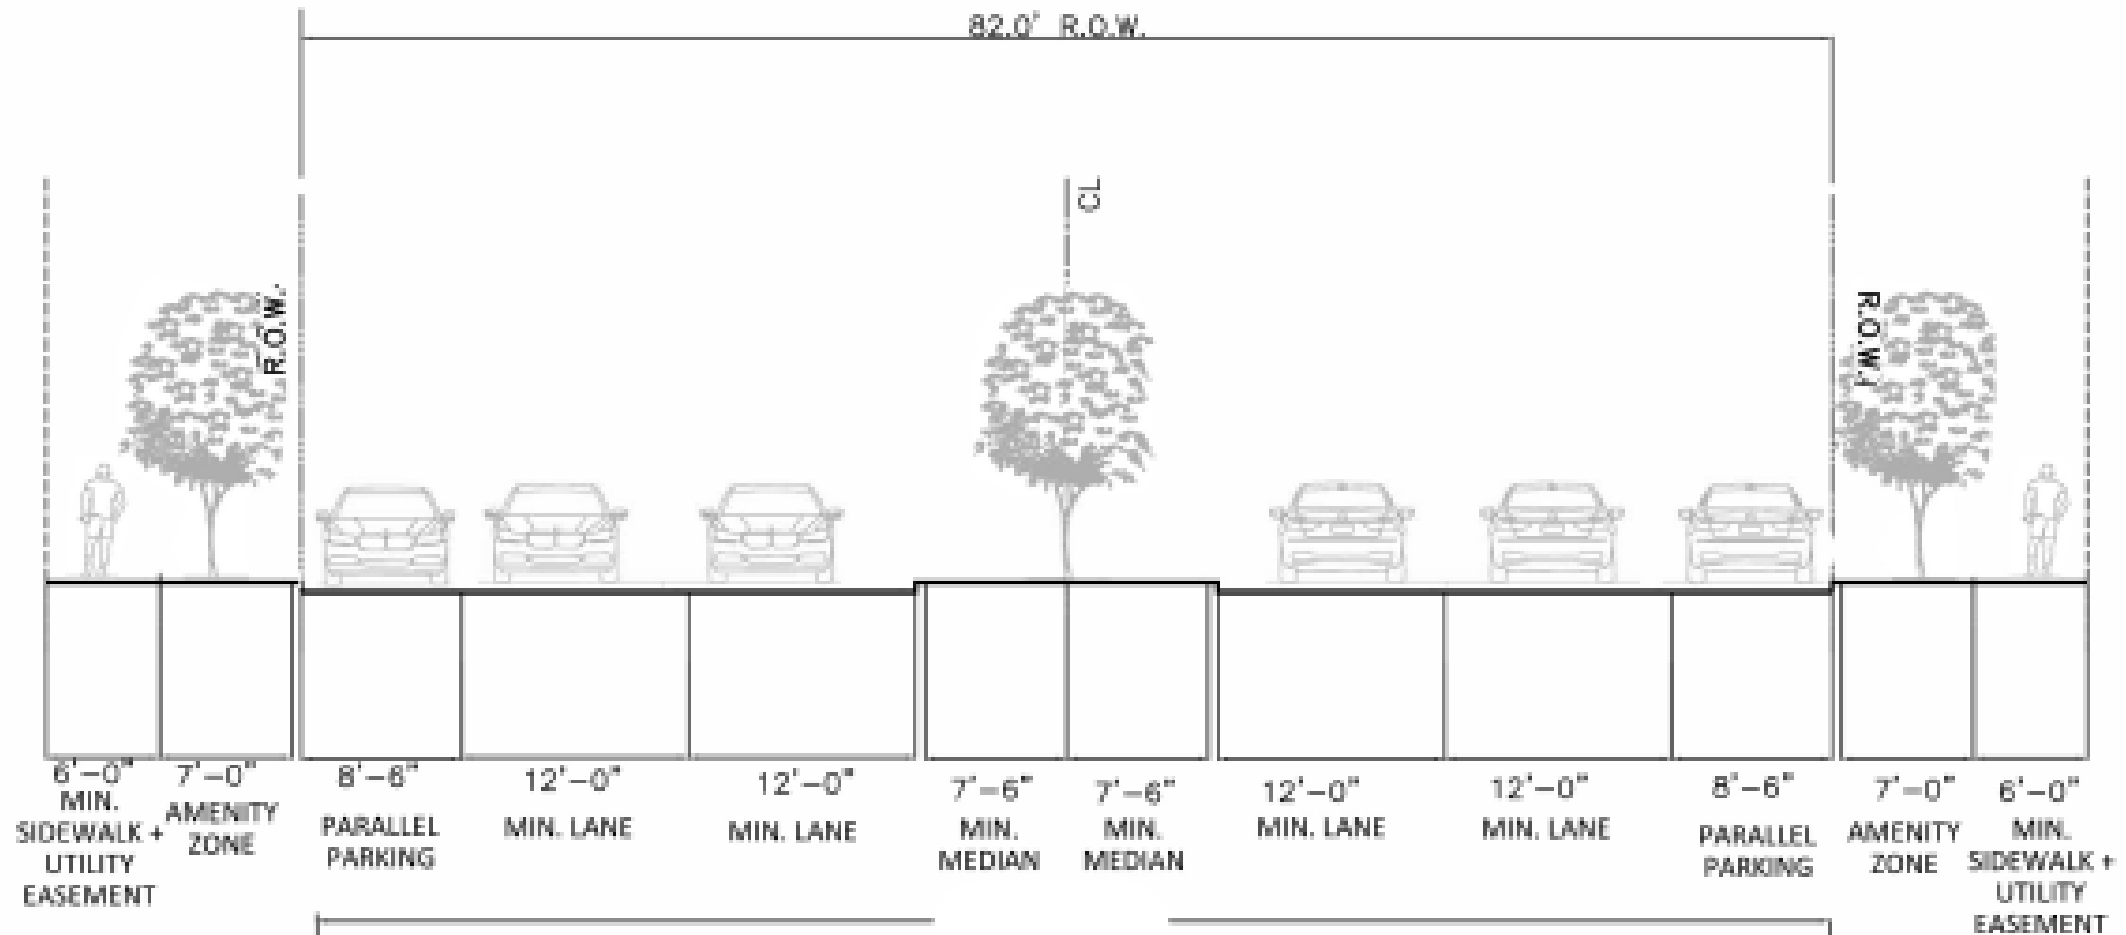 82.0' R.O.W.
CL
R.O.W.
R.O.W.
6'-0"
MIN.
SIDEWALK +
UTILITY
EASEMENT
7'-0"
AMENITY
ZONE
8'-6"
PARALLEL
PARKING
12'-0"
MIN. LANE
12'-0"
MIN. LANE
7'-6"
MIN.
MEDIAN
7'-6"
MIN.
MEDIAN
12'-0"
MIN. LANE
12'-0"
MIN. LANE
8'-6"
PARALLEL
PARKING
7'-0"
AMENITY
ZONE
6'-0"
MIN.
SIDEWALK +
UTILITY
EASEMENT